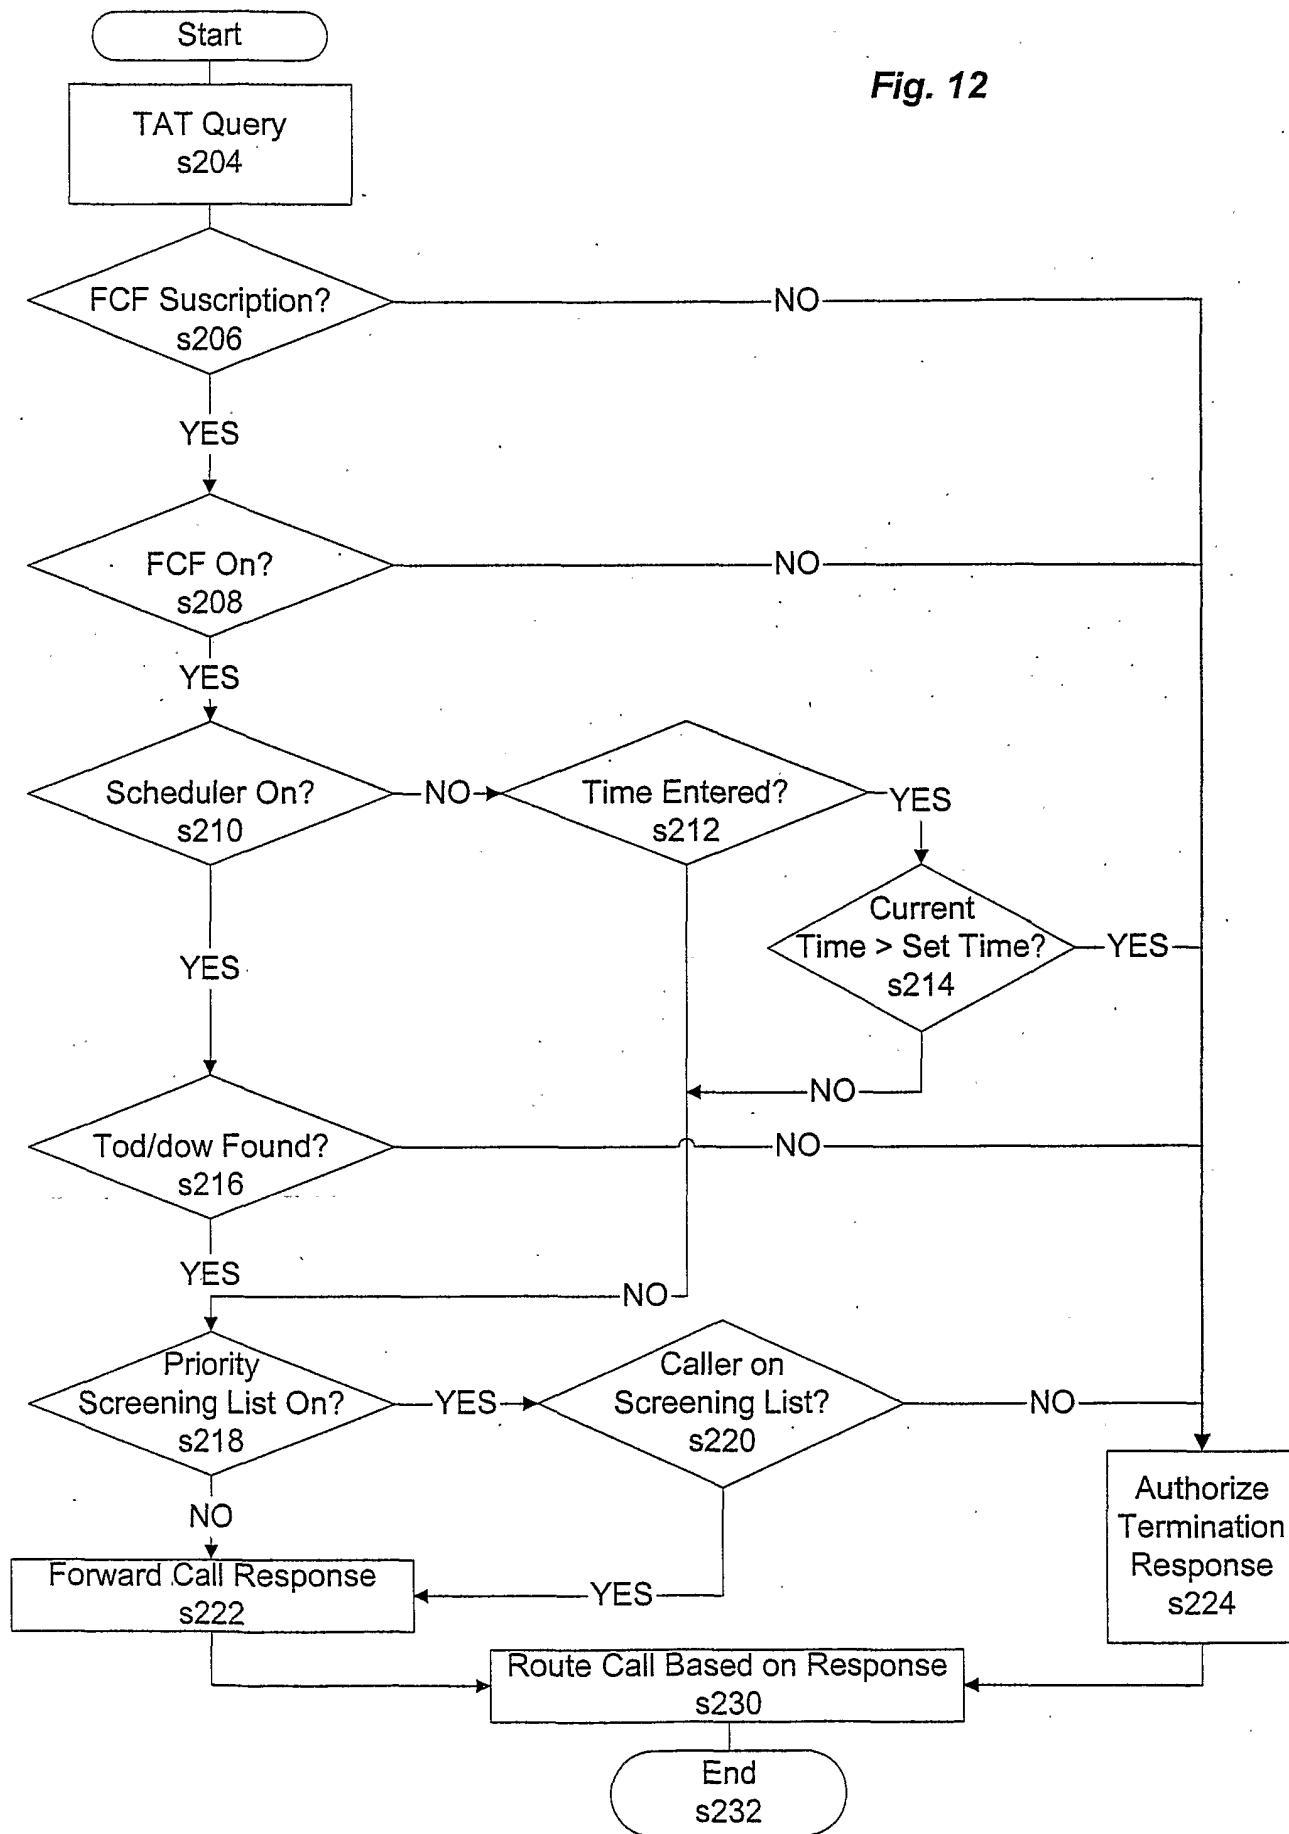 Start
Fig. 12
TAT Query
s204
FCF Suscription?
s206
NO
YES
FCF On?
s208
NO
YES
Scheduler On?
s210
NO
Time Entered?
s212
YES
Current
Time > Set Time?
s214
YES
YES
NO
Tod/dow Found?
s216
NO
YES
NO
Priority
Screening List On?
s218
YES
Caller on
Screening List?
s220
NO
NO
Authorize
Termination
Response
s224
Forward Call Response
s222
YES
Route Call Based on Response
s230
End
s232